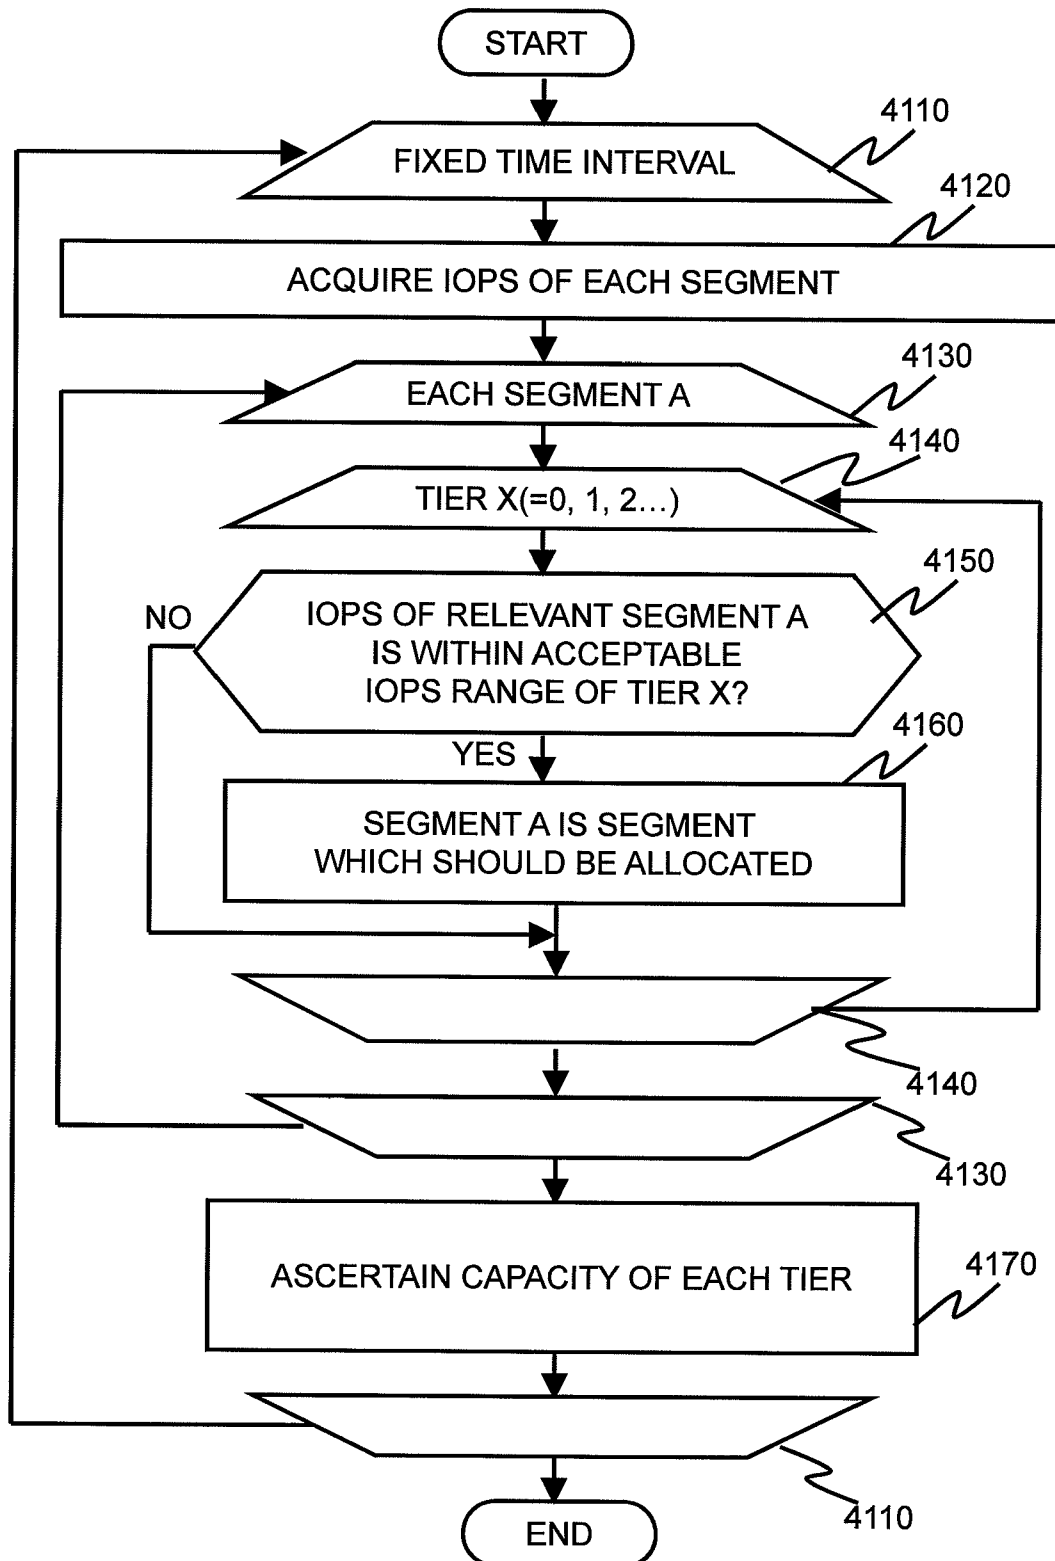 START
4110
FIXED TIME INTERVAL
4120
ACQUIRE IOPS OF EACH SEGMENT
4130
EACH SEGMENT A
4140
TIER X(=0, 1, 2...)
4150
NO
IOPS OF RELEVANT SEGMENT A
IS WITHIN ACCEPTABLE
IOPS RANGE OF TIER X?
4160
YES
SEGMENT A IS SEGMENT
WHICH SHOULD BE ALLOCATED
4140
4130
ASCERTAIN CAPACITY OF EACH TIER
4170
4110
END